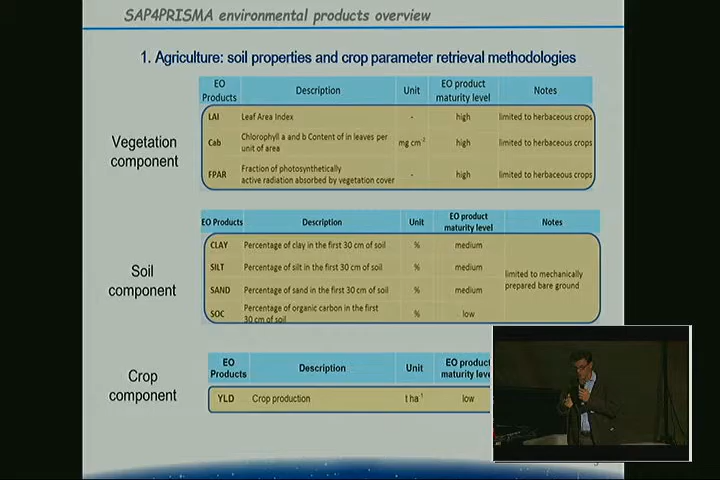 SAP4PRISMA environmental products overview
1. Agriculture: soil properties and crop parameter retrieval methodologies
Vegetation component
EO Products Description Unit EO product maturity level Notes
LAI Leaf Area Index - high limited to herbaceous crops
Cab Chlorophyll a and b Content of in leaves per unit of area mg cm-2 high limited to herbaceous crops
FPAR Fraction of photosynthetically active radiation absorbed by vegetation cover - high limited to herbaceous crops
Soil component
EO Products Description Unit EO product maturity level Notes
CLAY Percentage of clay in the first 30 cm of soil % medium
SILT Percentage of silt in the first 30 cm of soil % medium
limited to mechanically prepared bare ground
SAND Percentage of sand in the first 30 cm of soil % medium
SOC Percentage of organic carbon in the first 30 cm of soil % low
Crop component
EO Products Description Unit EO product maturity leve
YLD Crop production t ha-1 low